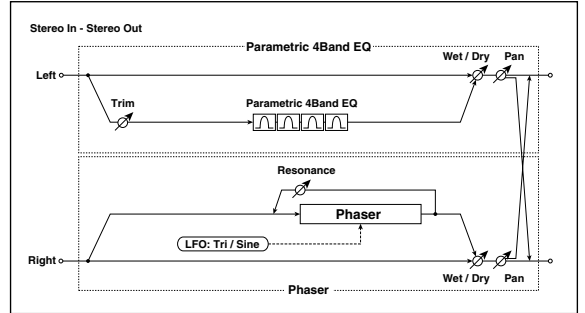 Stereo In - Stereo Out
Parametric 4Band EQ
Wet / Dry Pan
Left
Trim
Parametric 4Band EQ
Resonance
Phaser
LFO: Tri / Sine
Right
Wet / Dry Pan
Phaser